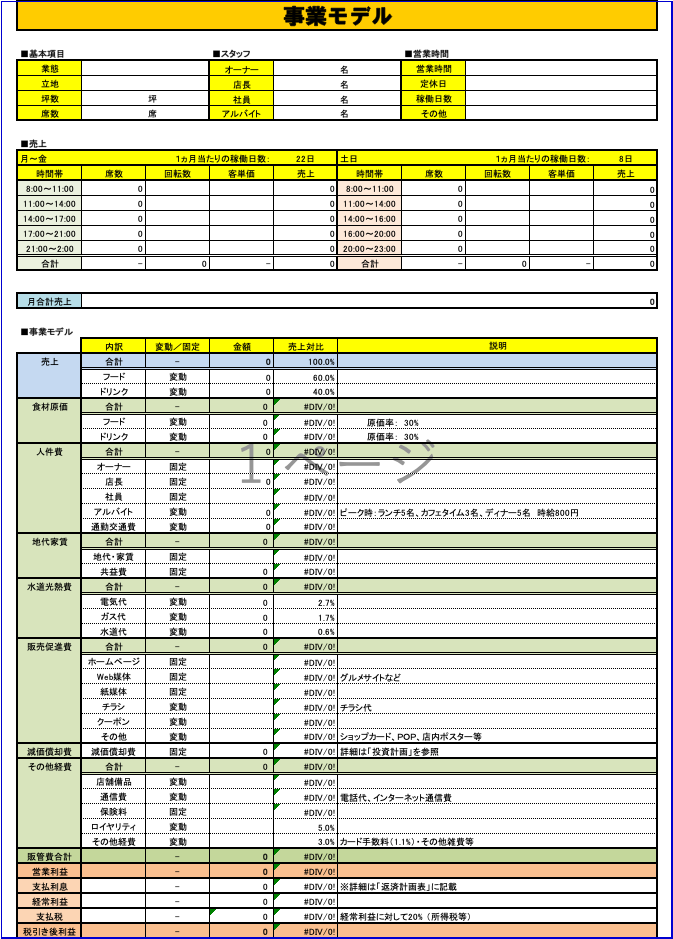 事業モデル
■基本項目 ■スタッフ ■営業時間
業態 オーナー 名 営業時間
立地 店長 名 定休日
坪数 坪 社員 名 稼働日数
席数 席 アルバイト 名 その他
■売上
月～金 1ヵ月当たりの稼働日数: 22日 土日 1ヵ月当たりの稼働日数: 8日
時間帯 席数 回転数 客単価 売上 時間帯 席数 回転数 客単価 売上
8:00～11:00 0 0 8:00～11:00 0 0
11:00～14:00 0 0 11:00～14:00 0 0
14:00～17:00 0 0 14:00～16:00 0 0
17:00～21:00 0 0 16:00～20:00 0 0
21:00～2:00 0 0 20:00～23:00 0 0
合計 - 0 - 0 合計 - 0 - 0
月合計売上 0
■事業モデル
内訳 変動／固定 金額 売上対比 説明
売上 合計 - 0 100.0%
フード 変動 0 60.0%
ドリンク 変動 0 40.0%
食材原価 合計 - 0 #DIV/0!
フード 変動 0 #DIV/0! 原価率： 30%
ドリンク 変動 0 #DIV/0! 原価率： 30%
人件費 合計 - 0 #DIV/0!
オーナー 固定 #DIV/0!
店長 固定 0 #DIV/0!
社員 固定 #DIV/0!
アルバイト 変動 0 #DIV/0! ピーク時：ランチ5名、カフェタイム3名、ディナー5名 時給800円
通勤交通費 変動 0 #DIV/0!
地代家賃 合計 - 0 #DIV/0!
地代・家賃 固定 #DIV/0!
共益費 固定 0 #DIV/0!
水道光熱費 合計 - 0 #DIV/0!
電気代 変動 0 2.7%
ガス代 変動 0 1.7%
水道代 変動 0 0.6%
販売促進費 合計 - 0 #DIV/0!
ホームページ 固定 #DIV/0!
Web媒体 固定 #DIV/0! グルメサイトなど
紙媒体 固定 #DIV/0!
チラシ 変動 #DIV/0! チラシ代
クーポン 変動 #DIV/0!
その他 変動 #DIV/0! ショップカード、POP、店内ポスター等
減価償却費 減価償却費 固定 0 #DIV/0! 詳細は「投資計画」を参照
その他経費 合計 - 0 #DIV/0!
店舗備品 変動 #DIV/0!
通信費 変動 #DIV/0! 電話代、インターネット通信費
保険料 固定 #DIV/0!
ロイヤリティ 変動 5.0%
その他経費 変動 3.0% カード手数料（1.1%）・その他雑費等
販管費合計 - 0 #DIV/0!
営業利益 - 0 #DIV/0!
支払利息 - 0 #DIV/0! ※詳細は「返済計画表」に記載
経常利益 - 0 #DIV/0!
支払税 - 0 #DIV/0! 経常利益に対して20% （所得税等）
税引き後利益 - 0 #DIV/0!
1 ページ